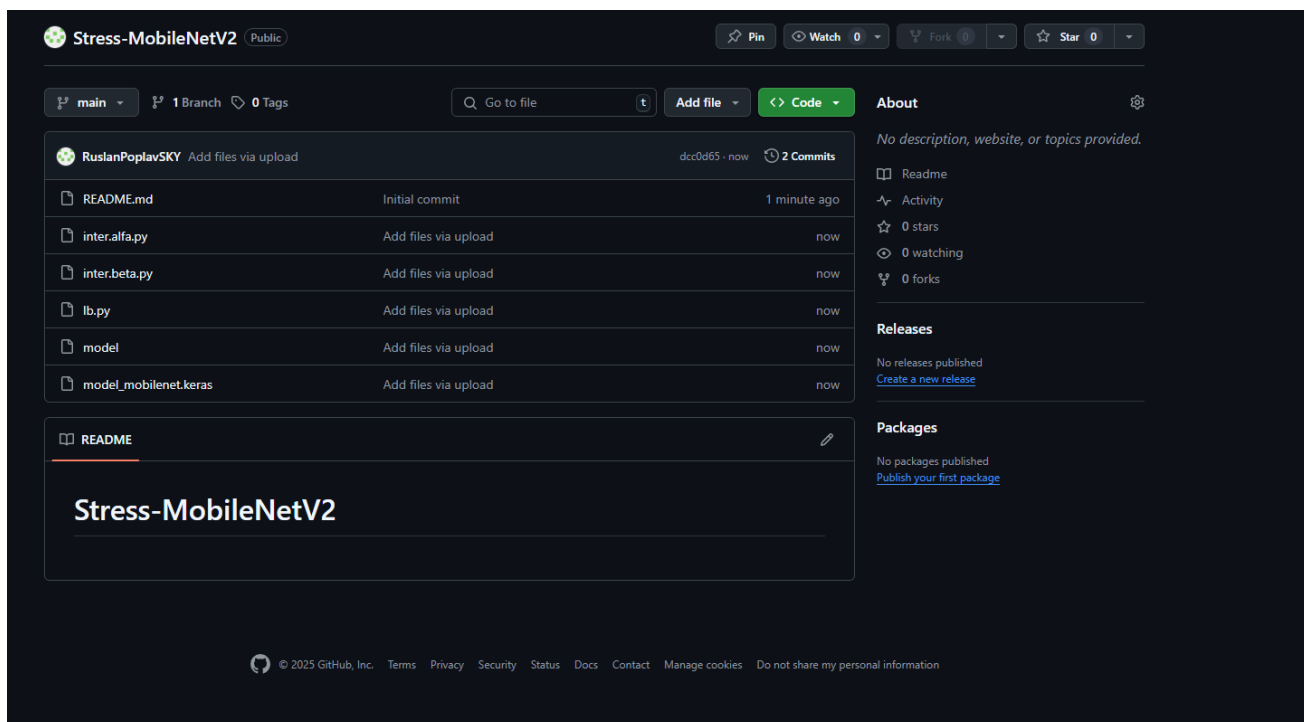 Stress-MobileNetV2 Public
Pin Watch 0 Fork 0 Star 0
main 1 Branch 0 Tags Go to file t Add file Code
RuslanPoplavSKY Add files via upload dcc0d65 · now 2 Commits
README.md Initial commit 1 minute ago
inter.alfa.py Add files via upload now
inter.beta.py Add files via upload now
lb.py Add files via upload now
model Add files via upload now
model_mobilenet.keras Add files via upload now
README
Stress-MobileNetV2
About
No description, website, or topics provided.
Readme
Activity
0 stars
0 watching
0 forks
Releases
No releases published
Create a new release
Packages
No packages published
Publish your first package
© 2025 GitHub, Inc. Terms Privacy Security Status Docs Contact Manage cookies Do not share my personal information